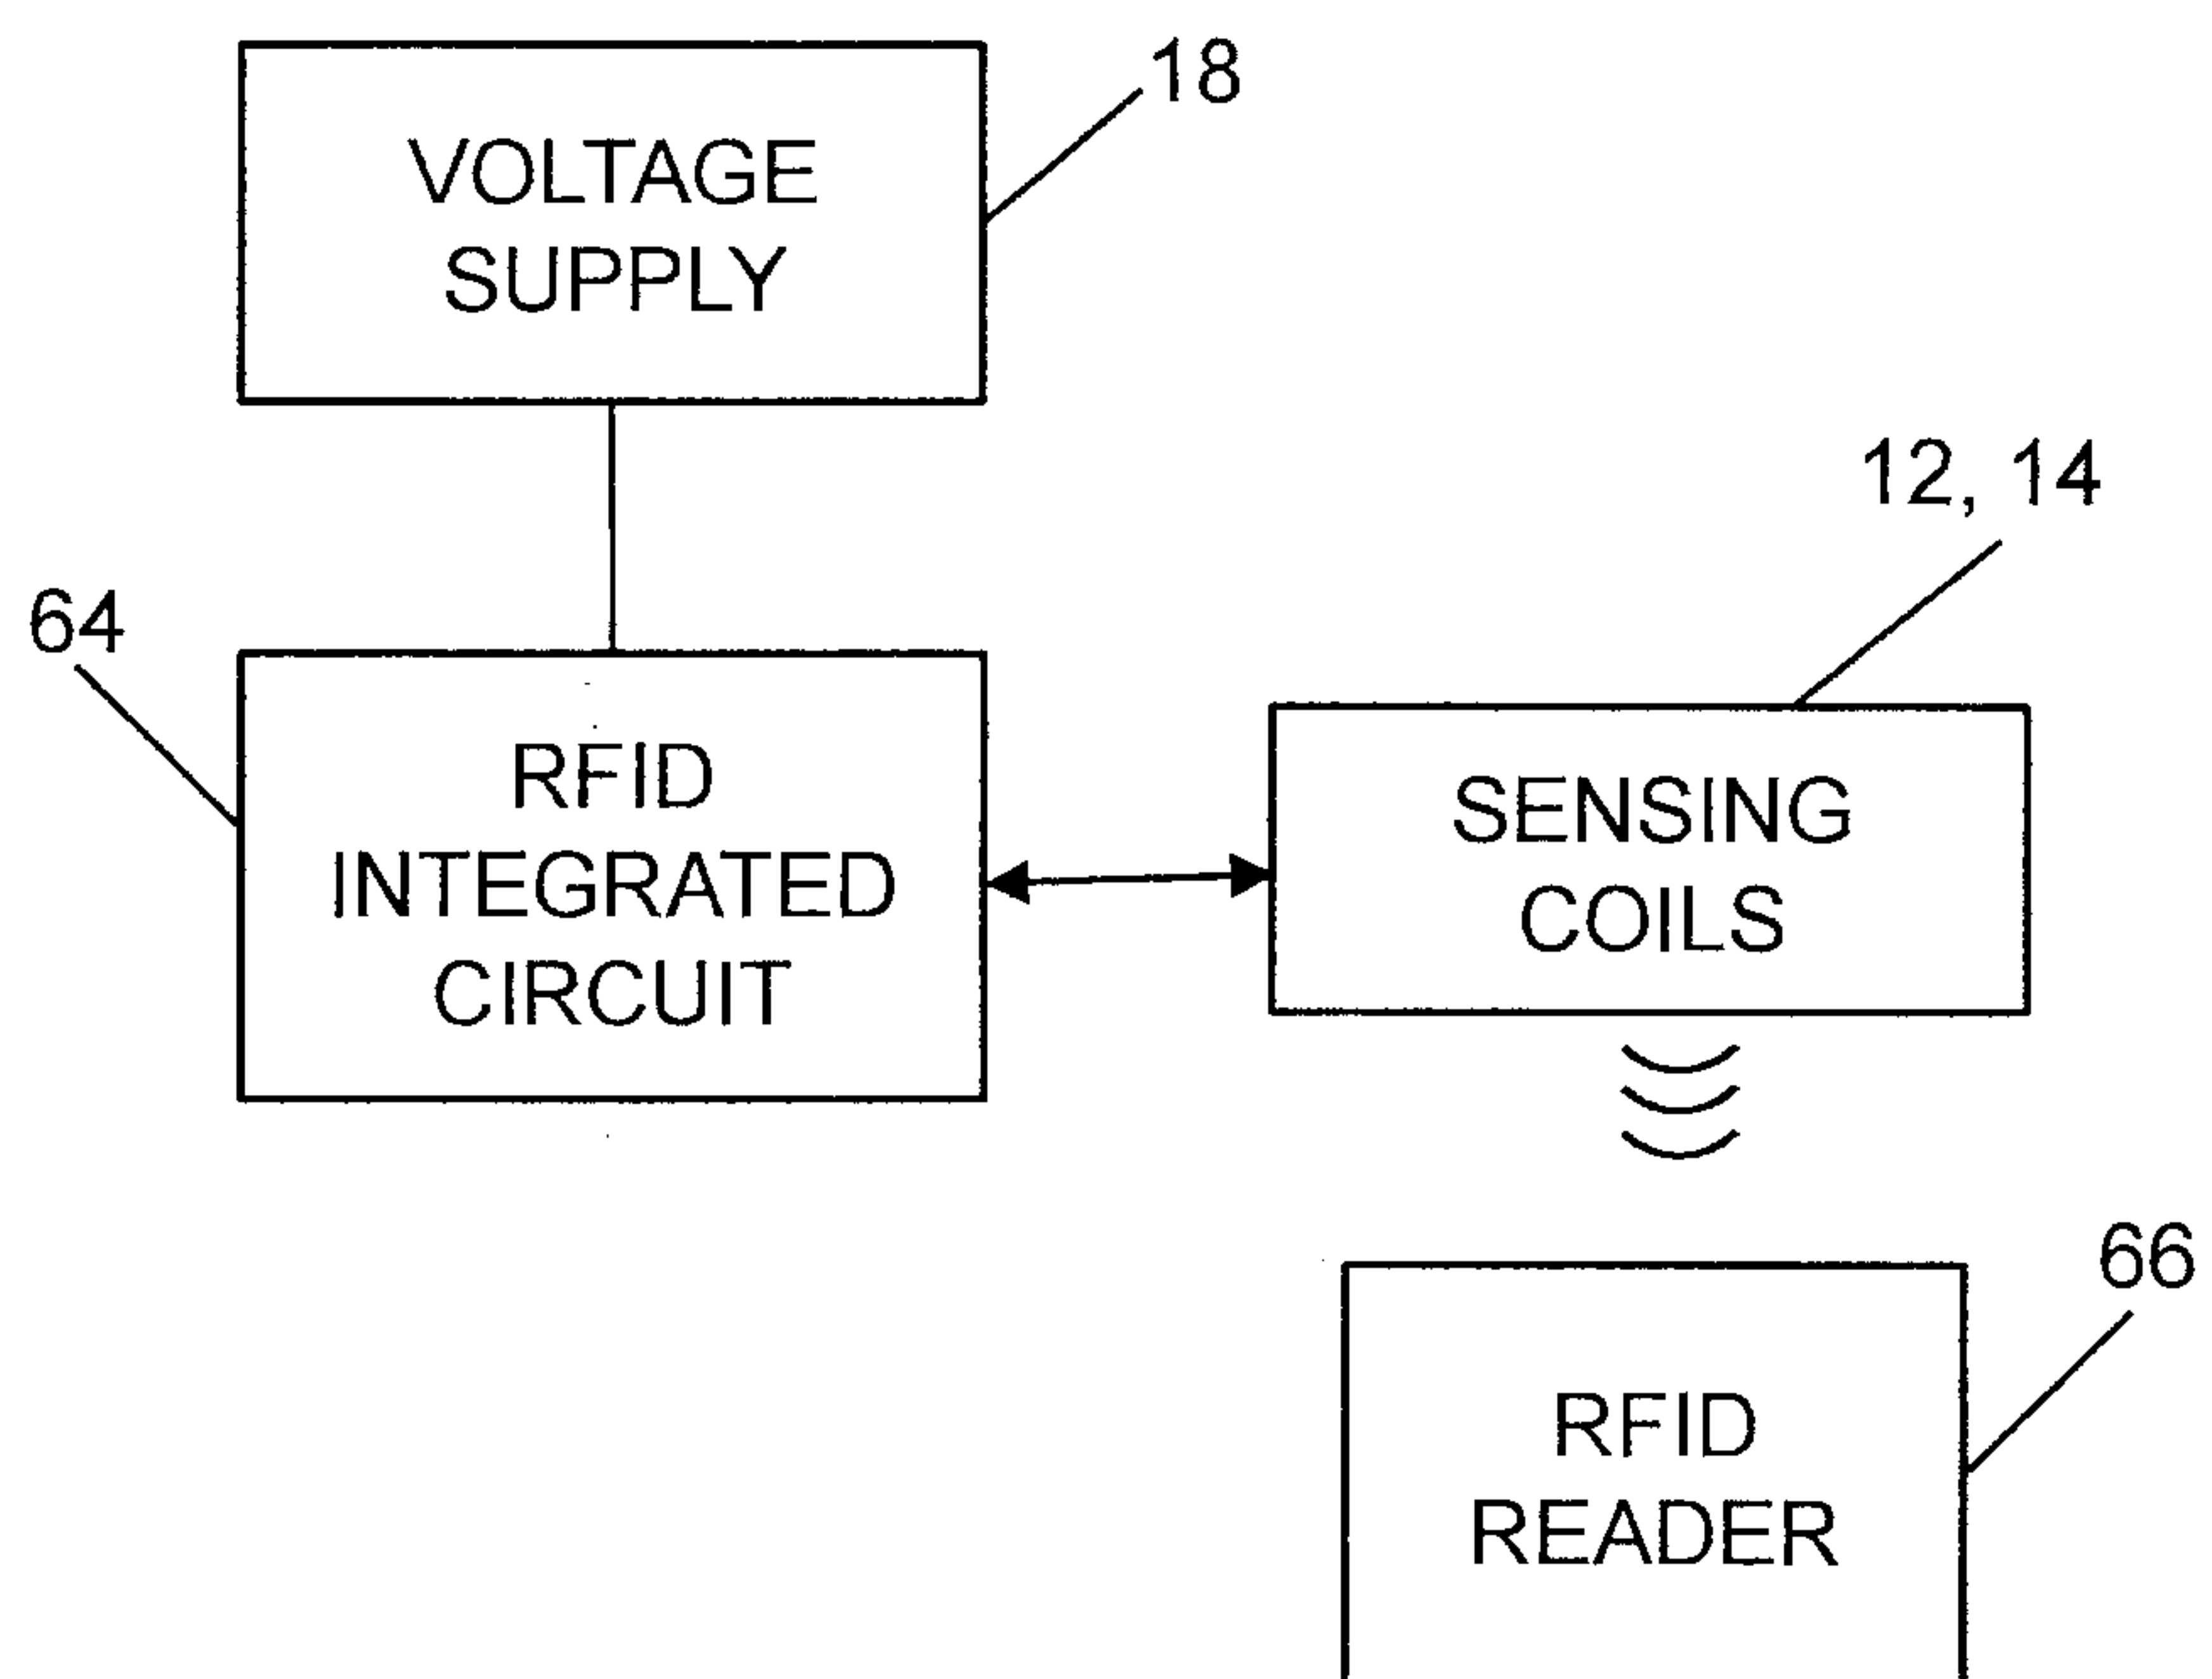 18
VOLTAGE
SUPPLY
12, 14
64
RFID
INTEGRATED
CIRCUIT
SENSING
COILS
66
RFID
READER